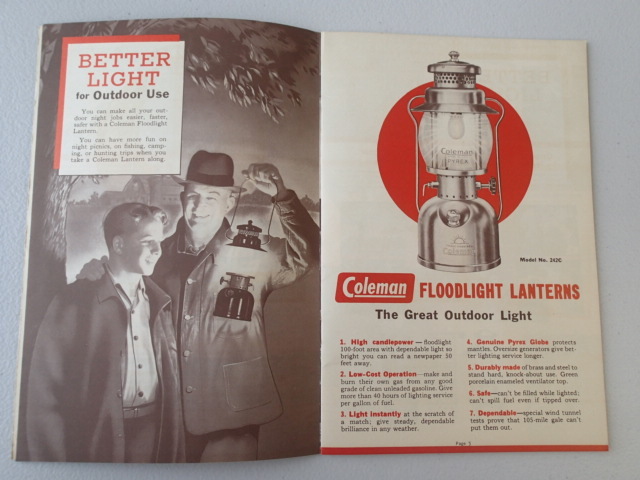 BETTER
LIGHT
for Outdoor Use
You can make all your out-
door night jobs easier, faster,
safer with a Coleman Floodlight
Lantern.
You can have more fun on
night picnics, on fishing, camp-
ing, or hunting trips when you
take a Coleman Lantern along.
Coleman
PYREX
Model No. 242C
Coleman FLOODLIGHT LANTERNS
The Great Outdoor Light
1. High candlepower — floodlight
100-foot area with dependable light so
bright you can read a newpaper 50
feet away.
2. Low-Cost Operation—make and
burn their own gas from any good
grade of clean unleaded gasoline. Give
more than 40 hours of lighting service
per gallon of fuel.
3. Light instantly at the scratch of
a match; give steady, dependable
brilliance in any weather.
4. Genuine Pyrex Globe protects
mantles. Oversize generators give bet-
ter lighting service longer.
5. Durably made of brass and steel to
stand hard, knock-about use. Green
porcelain enameled ventilator top.
6. Safe—can't be filled while lighted;
can't spill fuel even if tipped over.
7. Dependable—special wind tunnel
tests prove that 105-mile gale can't
put them out.
Page 3